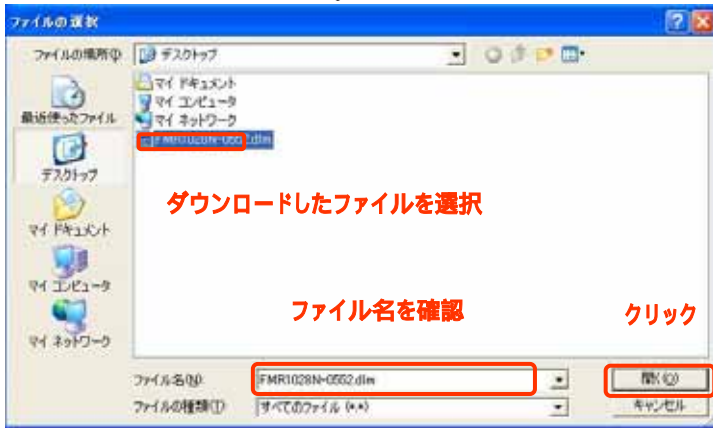 ファイルの選択
ファイルの場所(I):
デスクトップ
最近使ったファイル
デスクトップ
マイ ドキュメント
マイ コンピュータ
マイ ネットワーク
マイ ドキュメント
マイ コンピュータ
マイ ネットワーク
FMR1028N-0552.dlm
ダウンロードしたファイルを選択
ファイル名を確認
クリック
ファイル名(N):
FMR1028N-0552.dlm
開く(O)
ファイルの種類(T):
すべてのファイル (*.*)
キャンセル